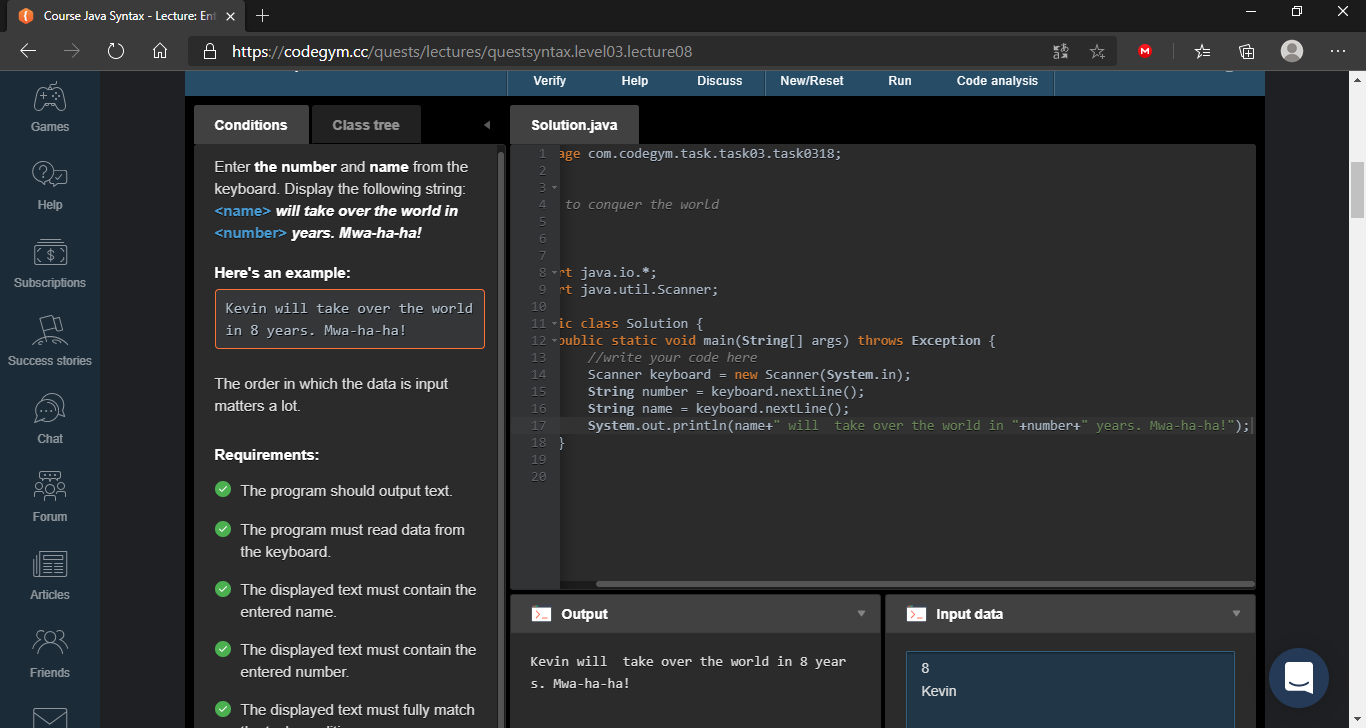 Course Java Syntax - Lecture: En
https://codegym.cc/quests/lectures/questsyntax.level03.lecture08
Verify Help Discuss New/Reset Run Code analysis
Games
Help
Subscriptions
Success stories
Chat
Forum
Articles
Friends
Conditions Class tree
Enter the number and name from the
keyboard. Display the following string:
<name> will take over the world in
<number> years. Mwa-ha-ha!
Here's an example:
Kevin will take over the world
in 8 years. Mwa-ha-ha!
The order in which the data is input
matters a lot.
Requirements:
The program should output text.
The program must read data from
the keyboard.
The displayed text must contain the
entered name.
The displayed text must contain the
entered number.
The displayed text must fully match
Solution.java
1 age com.codegym.task.task03.task0318;
2
3
4 to conquer the world
5
6
7
8 rt java.io.*;
9 rt java.util.Scanner;
10
11 ic class Solution {
12 public static void main(String[] args) throws Exception {
13 //write your code here
14 Scanner keyboard = new Scanner(System.in);
15 String number = keyboard.nextLine();
16 String name = keyboard.nextLine();
17 System.out.println(name+" will  take over the world in "+number+" years. Mwa-ha-ha!");
18 }
19
20
Output
Kevin will  take over the world in 8 year
s. Mwa-ha-ha!
Input data
8
Kevin